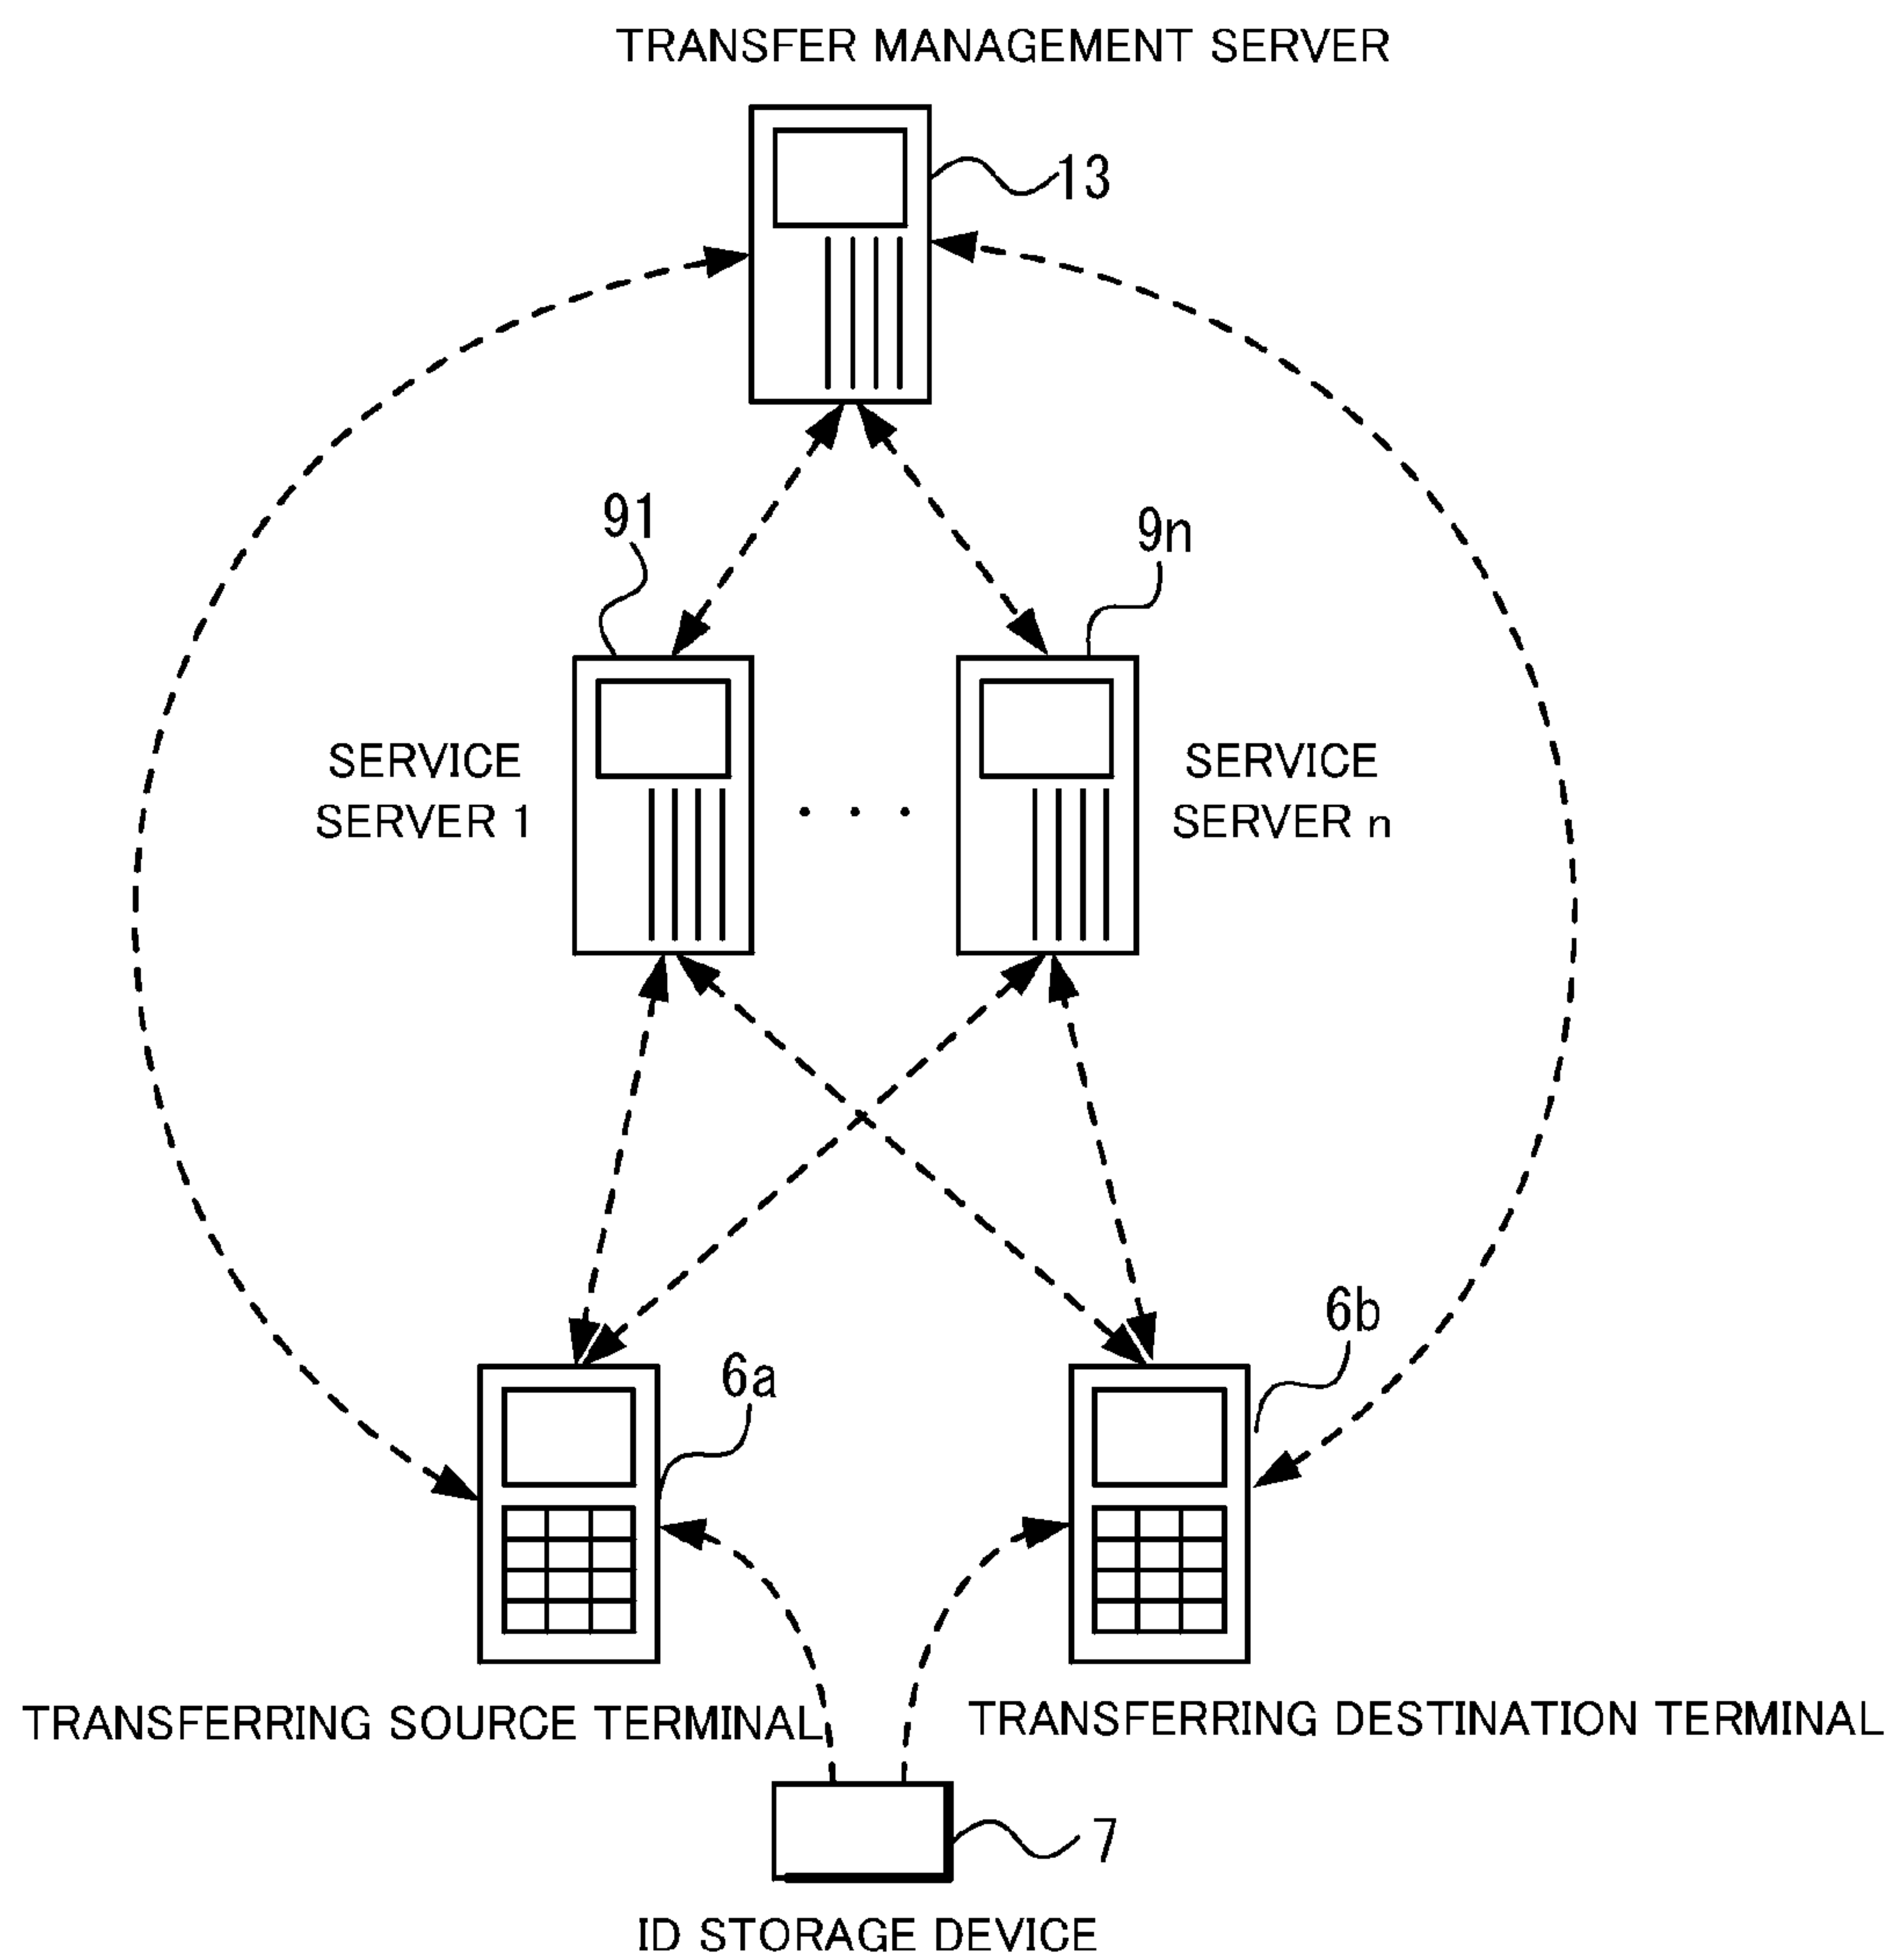 TRANSFER MANAGEMENT SERVER
13
91
9n
SERVICE
SERVER 1
SERVICE
SERVER n
. . .
6b
6a
TRANSFERRING SOURCE TERMINAL
TRANSFERRING DESTINATION TERMINAL
7
ID STORAGE DEVICE